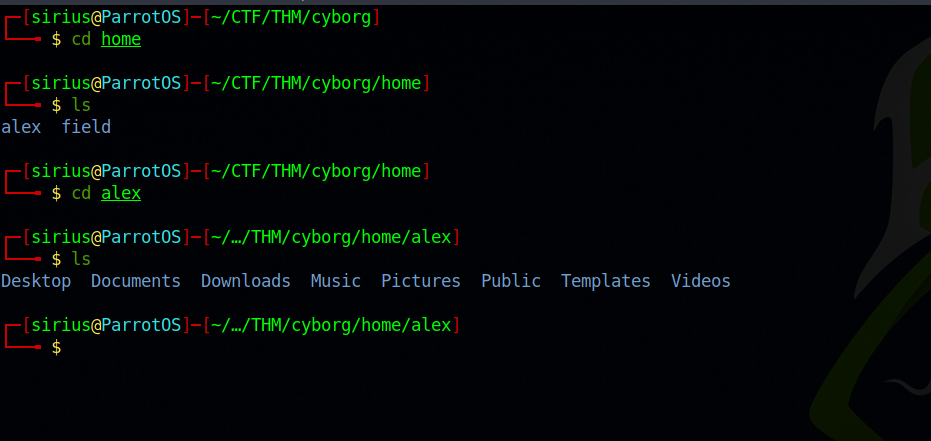 ┌─[sirius@ParrotOS]─[~/CTF/THM/cyborg]
└──╼ $ cd home
┌─[sirius@ParrotOS]─[~/CTF/THM/cyborg/home]
└──╼ $ ls
alex  field
┌─[sirius@ParrotOS]─[~/CTF/THM/cyborg/home]
└──╼ $ cd alex
┌─[sirius@ParrotOS]─[~/…/THM/cyborg/home/alex]
└──╼ $ ls
Desktop  Documents  Downloads  Music  Pictures  Public  Templates  Videos
┌─[sirius@ParrotOS]─[~/…/THM/cyborg/home/alex]
└──╼ $